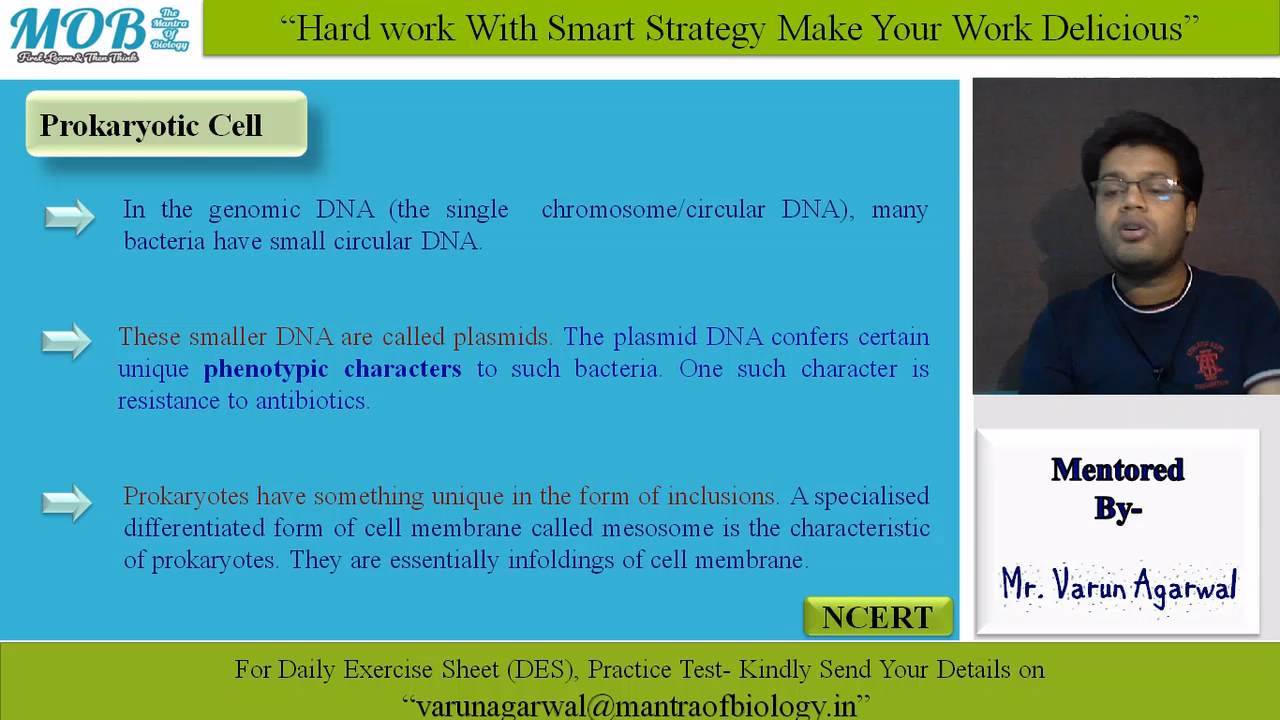 MOB The Mantra Of Biology
First Learn & Then Think
“Hard work With Smart Strategy Make Your Work Delicious”
Prokaryotic Cell
In the genomic DNA (the single chromosome/circular DNA), many
bacteria have small circular DNA.
These smaller DNA are called plasmids. The plasmid DNA confers certain
unique phenotypic characters to such bacteria. One such character is
resistance to antibiotics.
Prokaryotes have something unique in the form of inclusions. A specialised
differentiated form of cell membrane called mesosome is the characteristic
of prokaryotes. They are essentially infoldings of cell membrane.
NCERT
Mentored
By-
Mr. Varun Agarwal
For Daily Exercise Sheet (DES), Practice Test- Kindly Send Your Details on
“varunagarwal@mantraofbiology.in”